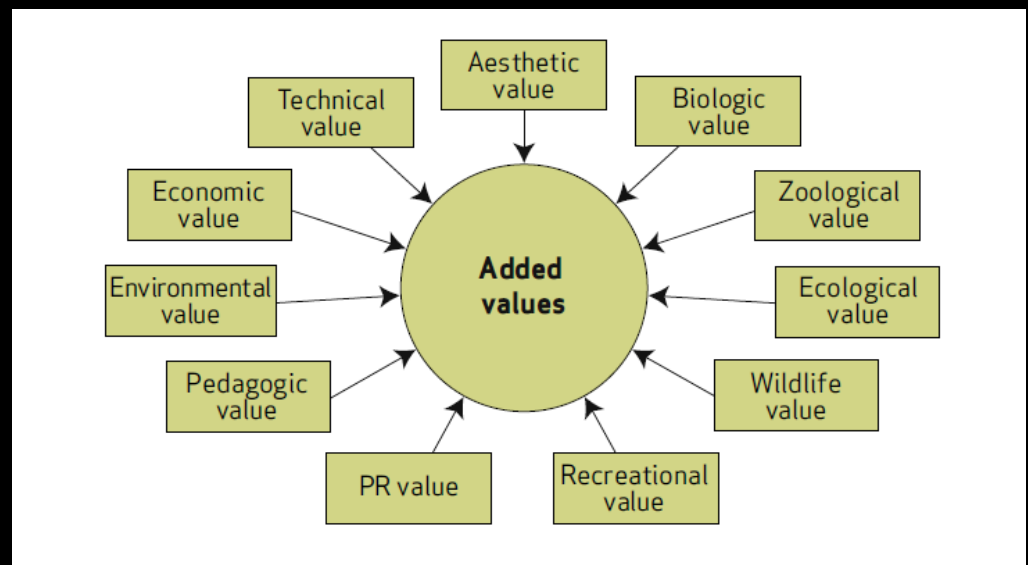 Aesthetic
value
Technical
value
Biologic
value
Economic
value
Zoological
value
Added
values
Environmental
value
Ecological
value
Pedagogic
value
Wildlife
value
PR value
Recreational
value